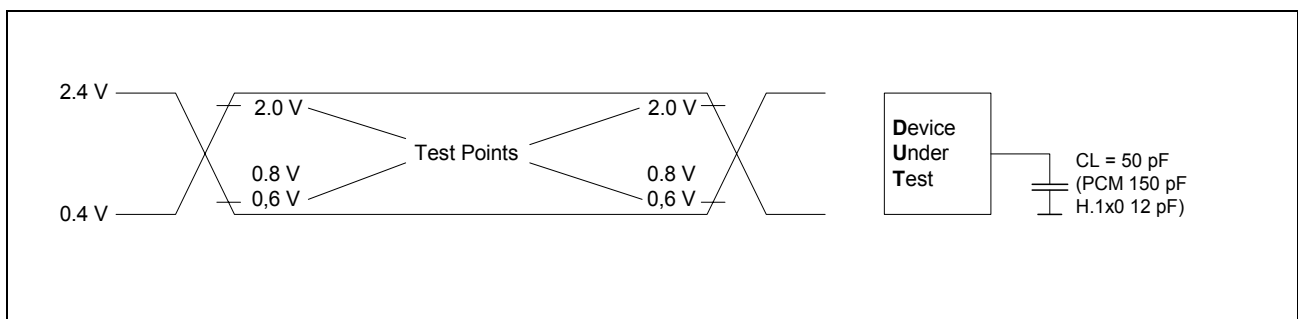 2.4 V
2.0 V
2.0 V
Test Points
0.8 V
0.8 V
0,6 V
0,6 V
0.4 V
Device
Under
Test
CL = 50 pF
(PCM 150 pF
H.1x0 12 pF)